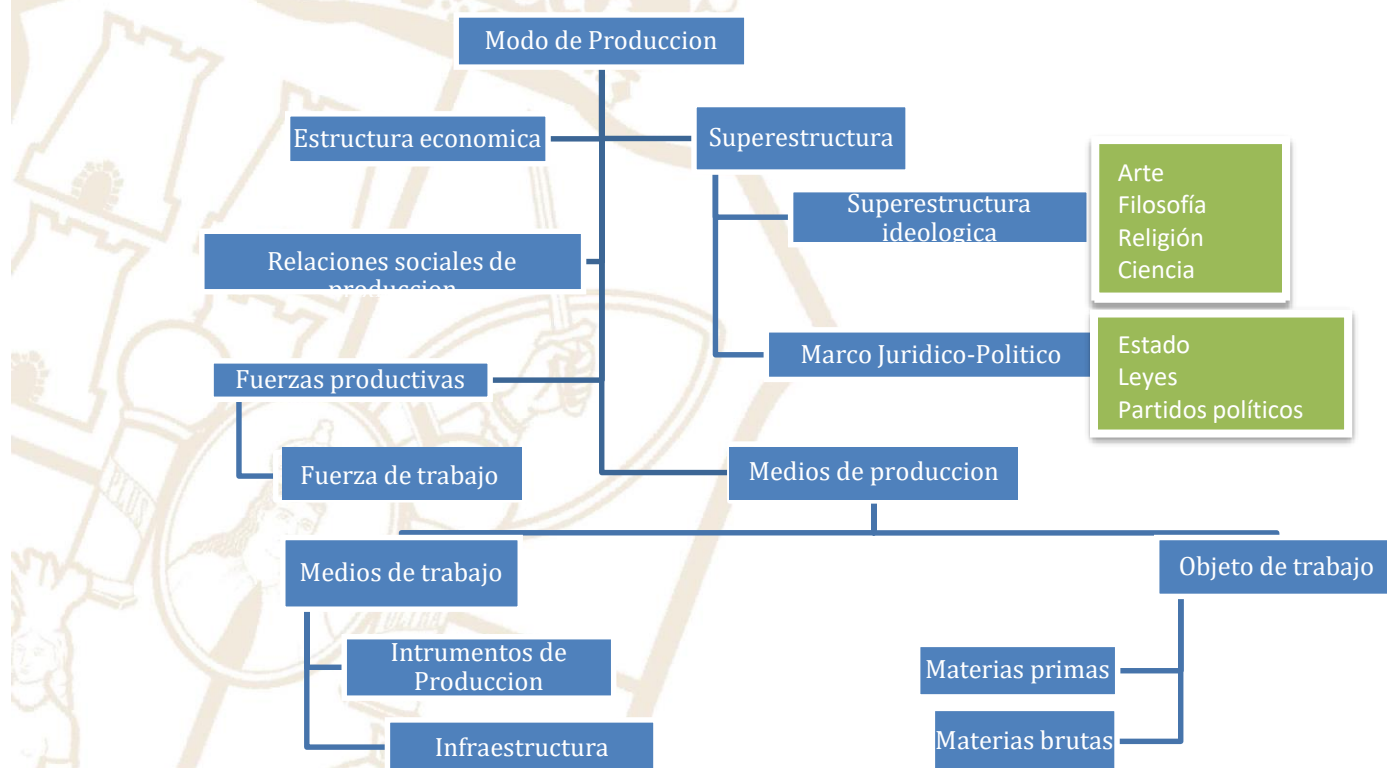 Modo de Produccion
Estructura economica
Superestructura
Superestructura
ideologica
Arte
Filosofía
Religión
Ciencia
Relaciones sociales de
produccion
Marco Juridico-Politico
Estado
Leyes
Partidos políticos
Fuerzas productivas
Fuerza de trabajo
Medios de produccion
PLUS
Medios de trabajo
Objeto de trabajo
Intrumentos de
Produccion
Materias primas
Infraestructura
Materias brutas